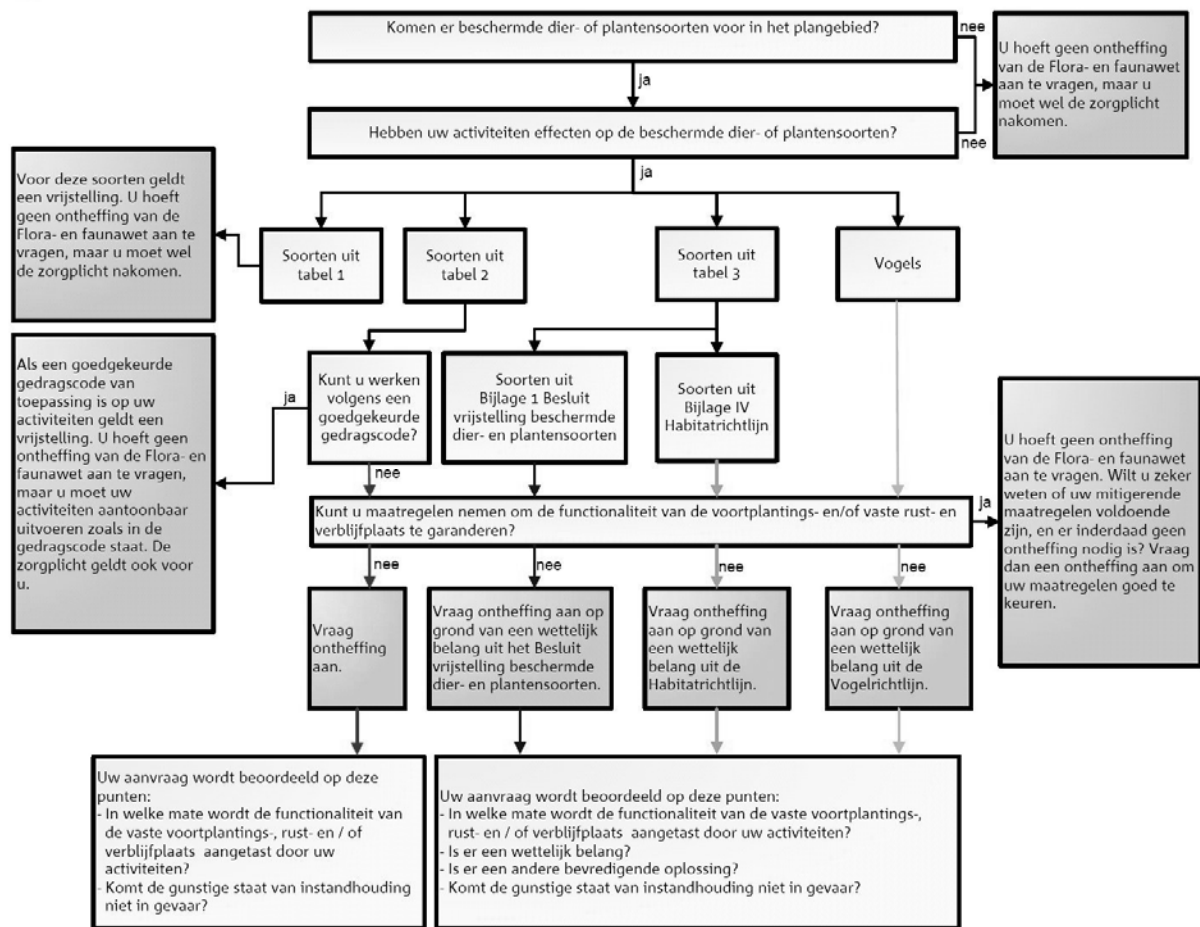 Komen er beschermde dier- of plantensoorten voor in het plangebied?
nee
U hoeft geen ontheffing
van de Flora- en faunawet
aan te vragen, maar u
moet wel de zorgplicht
nakomen.
ja
Hebben uw activiteiten effecten op de beschermde dier- of plantensoorten?
nee
ja
Voor deze soorten geldt
een vrijstelling. U hoeft
geen ontheffing van de
Flora- en faunawet aan te
vragen, maar u moet wel
de zorgplicht nakomen.
Soorten uit
tabel 1
Soorten uit
tabel 2
Soorten uit
tabel 3
Vogels
Als een goedgekeurde
gedragscode van
toepassing is op uw
activiteiten geldt een
vrijstelling. U hoeft geen
ontheffing van de Flora- en
faunawet aan te vragen,
maar u moet uw
activiteiten aantoonbaar
uitvoeren zoals in de
gedragscode staat. De
zorgplicht geldt ook voor
u.
ja
Kunt u werken
volgens een
goedgekeurde
gedragscode?
nee
Soorten uit
Bijlage 1 Besluit
vrijstelling beschermde
dier- en plantensoorten
Soorten uit
Bijlage IV
Habitatrichtlijn
Kunt u maatregelen nemen om de functionaliteit van de voortplantings- en/of vaste rust- en
verblijfplaats te garanderen?
ja
U hoeft geen ontheffing
van de Flora- en faunawet
aan te vragen. Wilt u zeker
weten of uw mitigerende
maatregelen voldoende
zijn, en er inderdaad geen
ontheffing nodig is? Vraag
dan een ontheffing aan om
uw maatregelen goed te
keuren.
nee
nee
nee
nee
Vraag
ontheffing
aan.
Vraag ontheffing aan op
grond van een wettelijk
belang uit het Besluit
vrijstelling beschermde
dier- en plantensoorten.
Vraag ontheffing
aan op grond van
een wettelijk
belang uit de
Habitatrichtlijn.
Vraag ontheffing
aan op grond van
een wettelijk
belang uit de
Vogelrichtlijn.
Uw aanvraag wordt beoordeeld op deze
punten:
- In welke mate wordt de functionaliteit van
de vaste voortplantings-, rust- en / of
verblijfplaats aangetast door uw
activiteiten?
- Komt de gunstige staat van instandhouding
niet in gevaar?
Uw aanvraag wordt beoordeeld op deze punten:
- In welke mate wordt de functionaliteit van de vaste voortplantings-,
rust- en / of verblijfplaats aangetast door uw activiteiten?
- Is er een wettelijk belang?
- Is er een andere bevredigende oplossing?
- Komt de gunstige staat van instandhouding niet in gevaar?